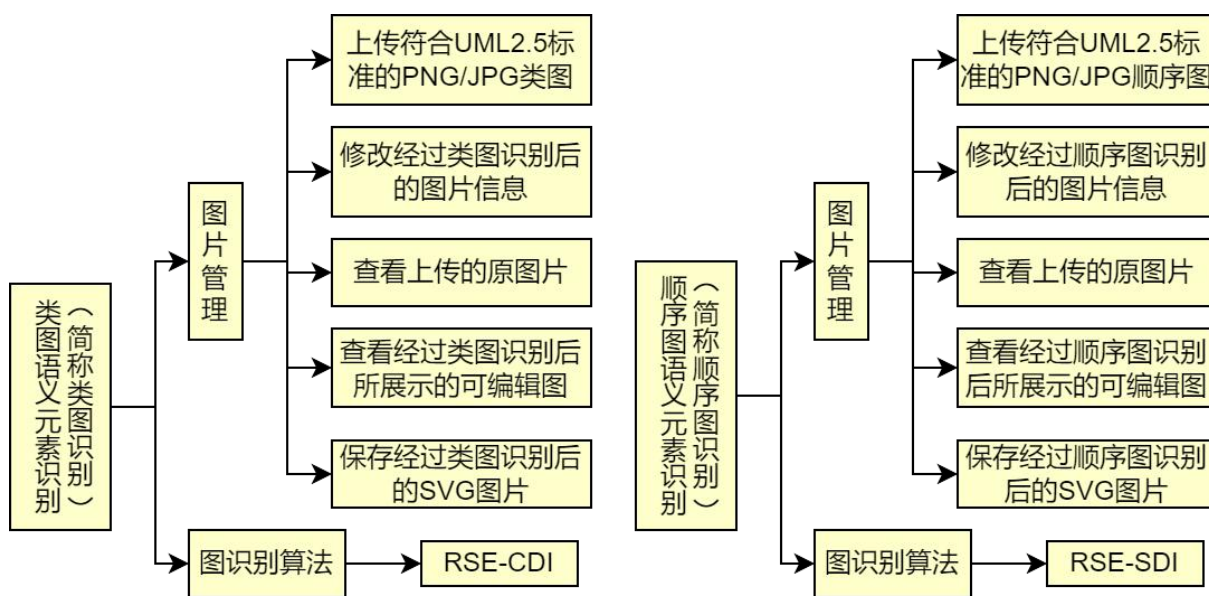 类图语义元素识别
（简称类图识别）
图片管理
上传符合UML2.5标
准的PNG/JPG类图
修改经过类图识别后
的图片信息
查看上传的原图片
查看经过类图识别后
所展示的可编辑图
保存经过类图识别后
的SVG图片
图识别算法
RSE-CDI
顺序图语义元素识别
（简称顺序图识别）
图片管理
上传符合UML2.5标
准的PNG/JPG顺序图
修改经过顺序图识别
后的图片信息
查看上传的原图片
查看经过顺序图识别
后所展示的可编辑图
保存经过顺序图识别
后的SVG图片
图识别算法
RSE-SDI